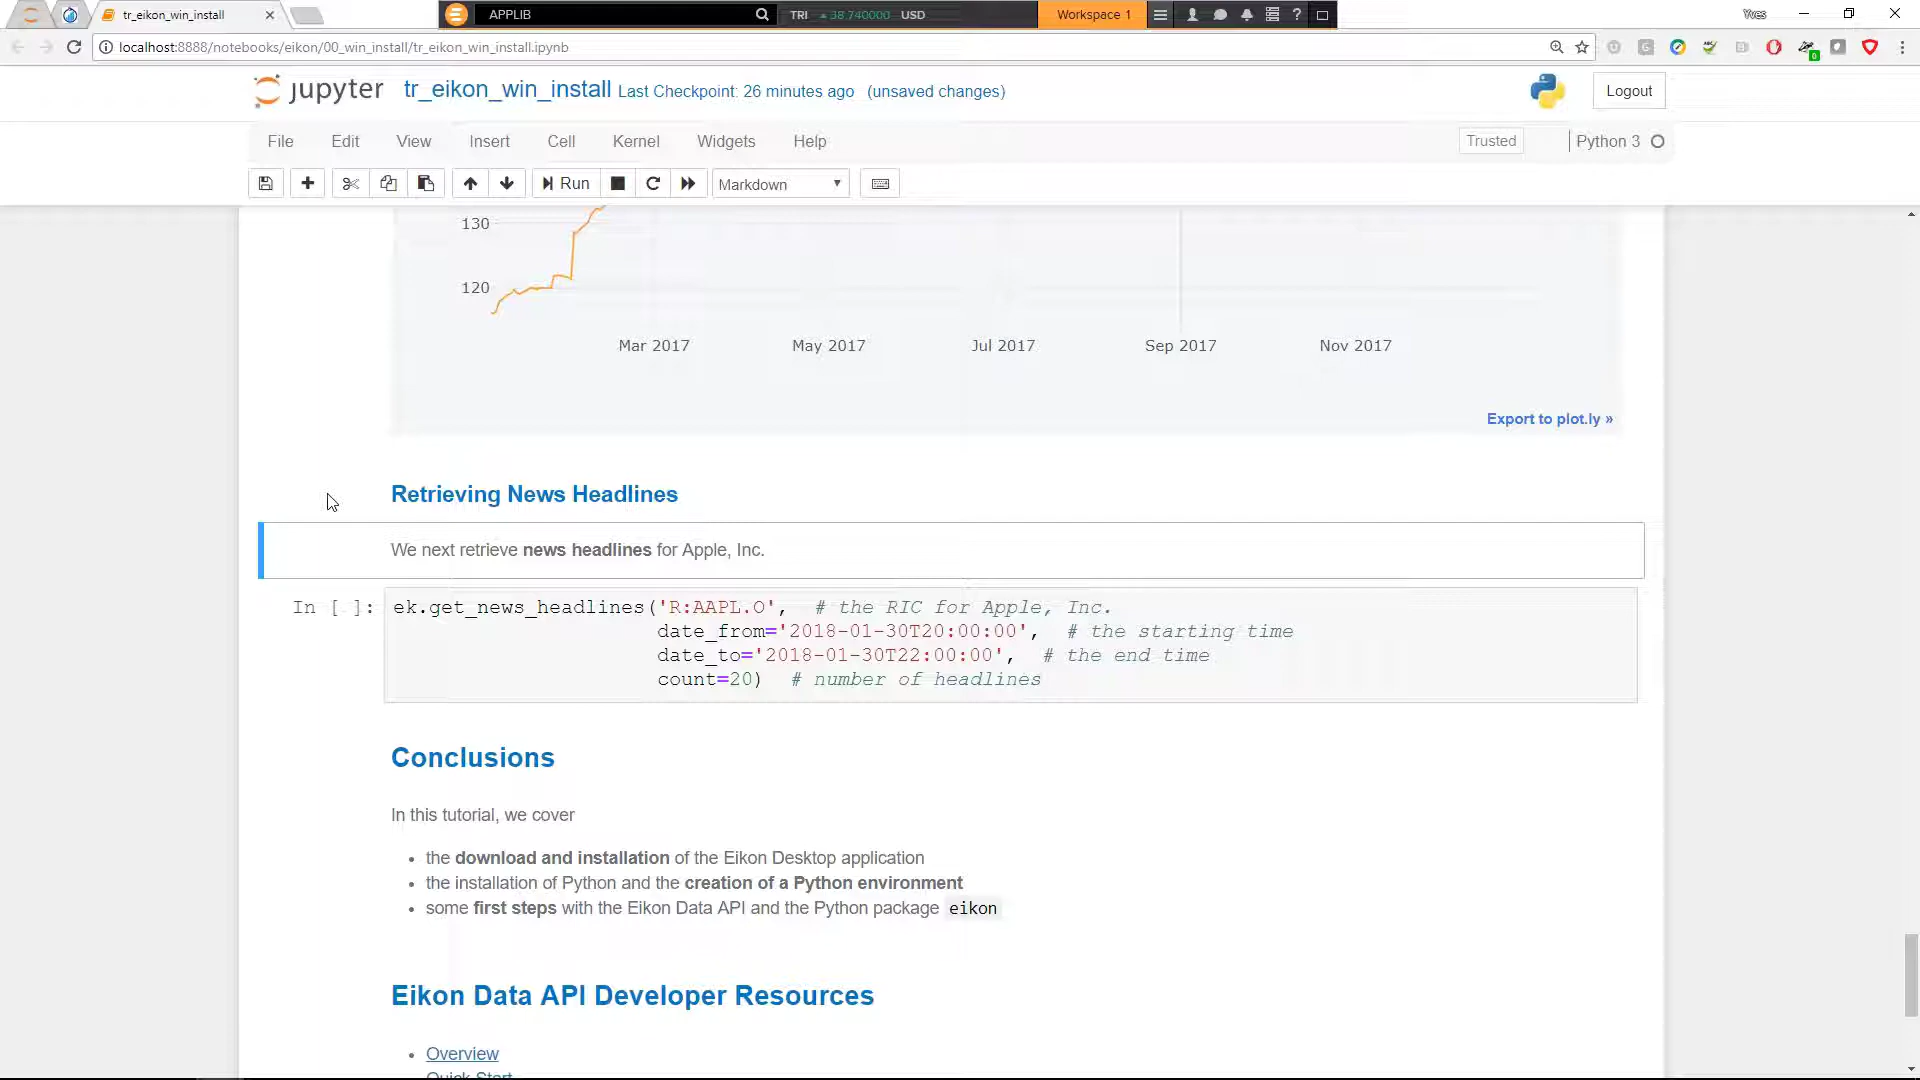 tr_eikon_win_install
APPLIB
TRI 38.740000 USD
Workspace 1
?
Yves
localhost:8888/notebooks/eikon/00_win_install/tr_eikon_win_install.ipynb
jupyter tr_eikon_win_install Last Checkpoint: 26 minutes ago (unsaved changes)
Logout
File Edit View Insert Cell Kernel Widgets Help
Trusted
Python 3
Run
Markdown
130
120
Mar 2017 May 2017 Jul 2017 Sep 2017 Nov 2017
Export to plot.ly »
Retrieving News Headlines
We next retrieve news headlines for Apple, Inc.
In [ ]: ek.get_news_headlines('R:AAPL.O', # the RIC for Apple, Inc.
date_from='2018-01-30T20:00:00', # the starting time
date_to='2018-01-30T22:00:00', # the end time
count=20) # number of headlines
Conclusions
In this tutorial, we cover
• the download and installation of the Eikon Desktop application
• the installation of Python and the creation of a Python environment
• some first steps with the Eikon Data API and the Python package eikon
Eikon Data API Developer Resources
• Overview
Quick Start